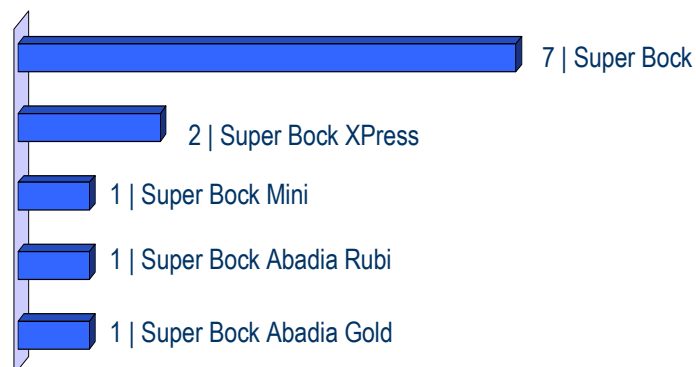 7 | Super Bock
2 | Super Bock XPress
1 | Super Bock Mini
1 | Super Bock Abadia Rubi
1 | Super Bock Abadia Gold